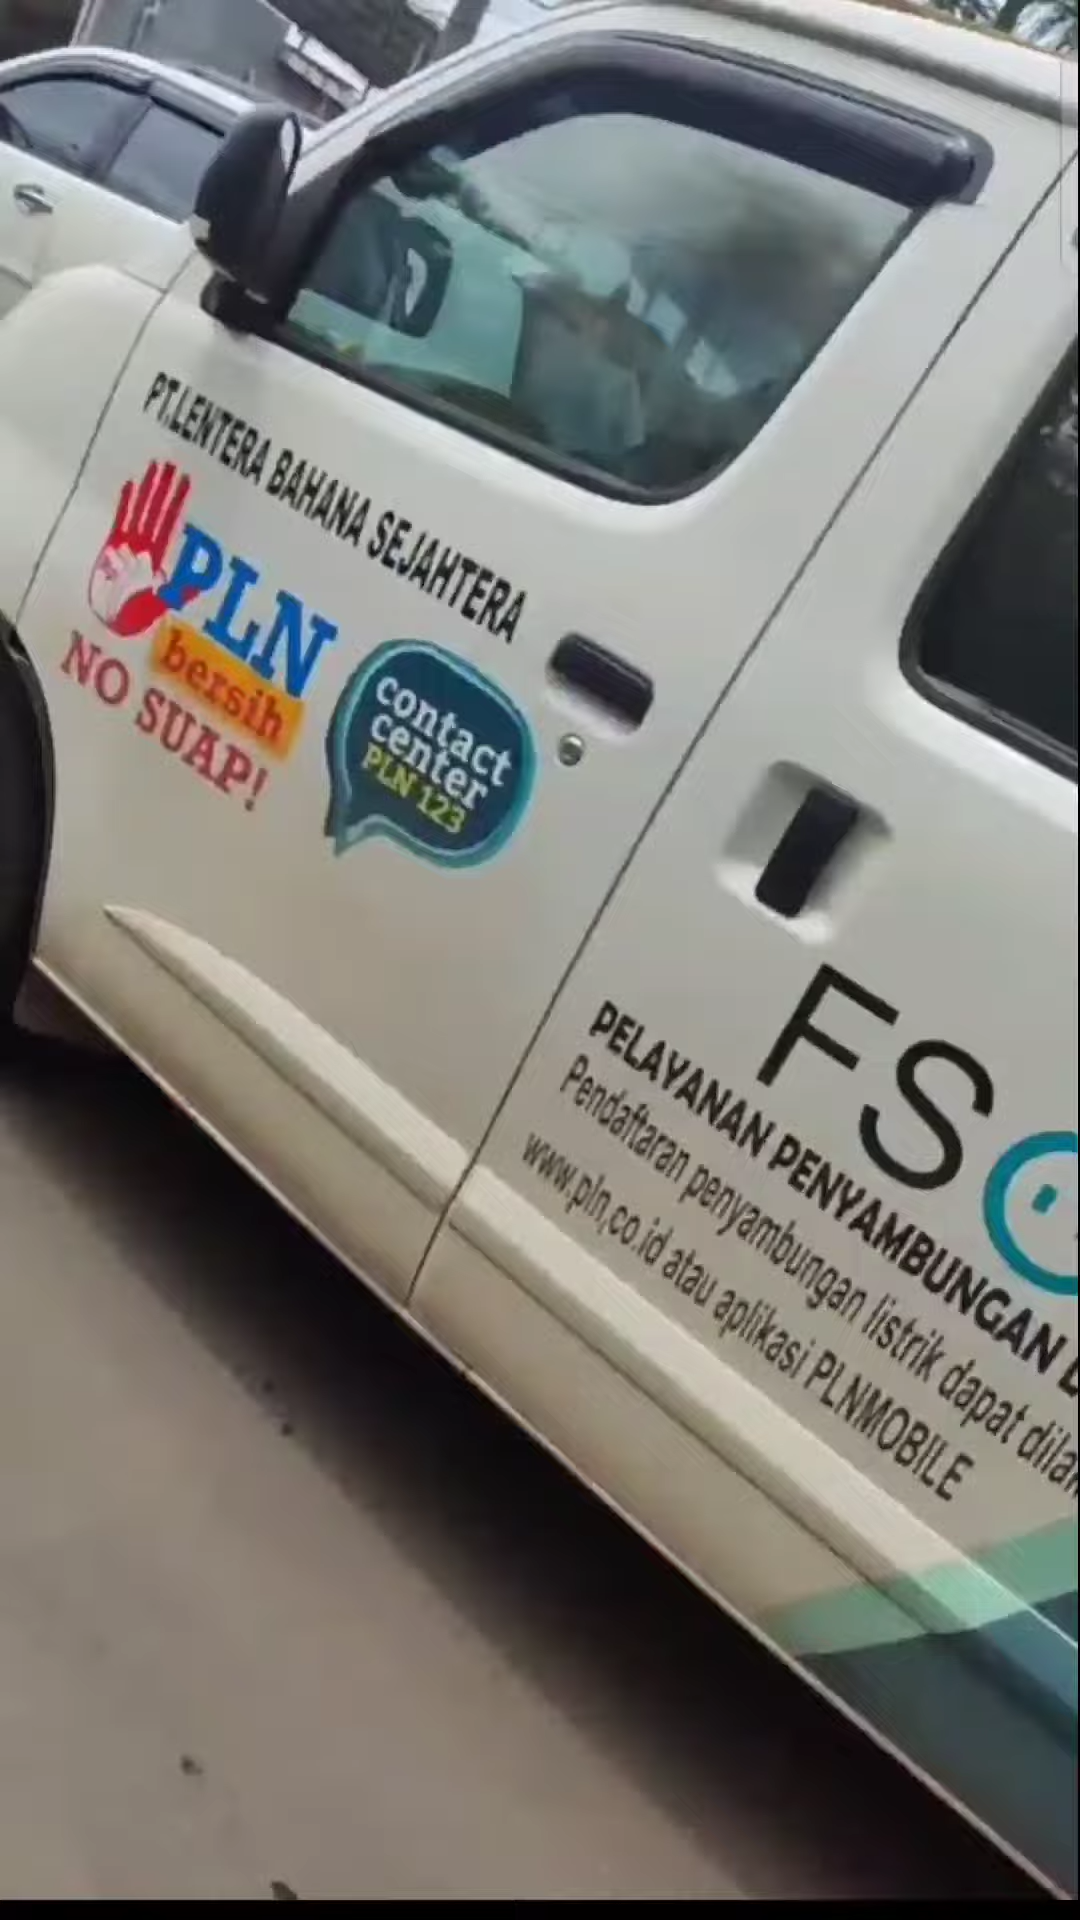 PT.LENTERA BAHANA SEJAHTERA
PLN
bersih
NO SUAP!
contact
center
PLN 123
FS
PELAYANAN PENYAMBUNGAN
Pendaftaran penyambungan listrik dapat
www.pln,co.id atau aplikasi PLNMOBILE